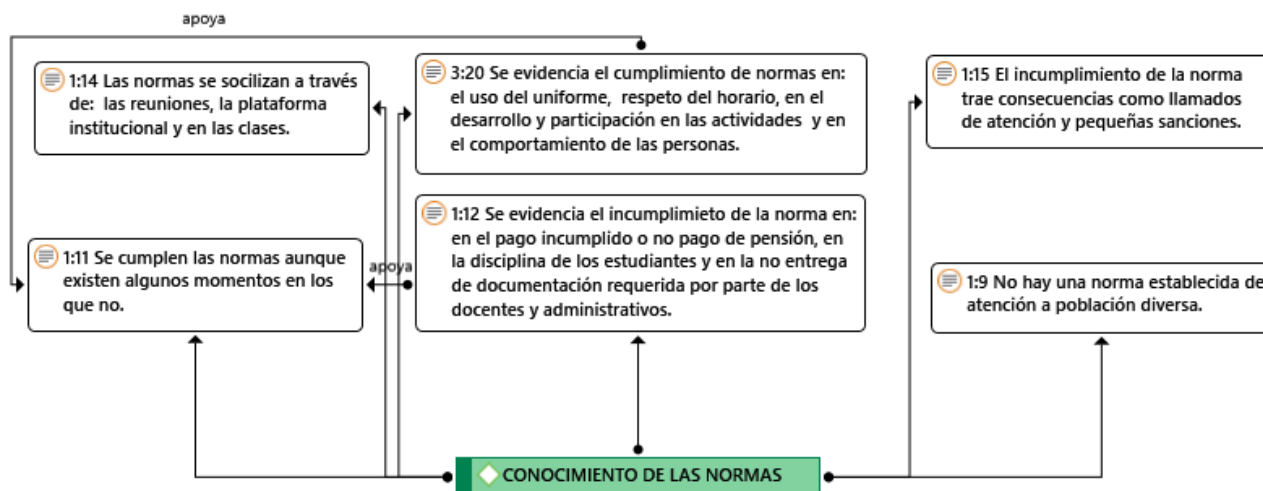 apoya
1:14 Las normas se socilizan a través
de: las reuniones, la plataforma
institucional y en las clases.
3:20 Se evidencia el cumplimiento de normas en:
el uso del uniforme, respeto del horario, en el
desarrollo y participación en las actividades y en
el comportamiento de las personas.
1:15 El incumplimiento de la norma
trae consecuencias como llamados
de atención y pequeñas sanciones.
1:11 Se cumplen las normas aunque
existen algunos momentos en los
que no.
apoya
1:12 Se evidencia el incumplimieto de la norma en:
en el pago incumplido o no pago de pensión, en
la disciplina de los estudiantes y en la no entrega
de documentación requerida por parte de los
docentes y administrativos.
1:9 No hay una norma establecida de
atención a población diversa.
CONOCIMIENTO DE LAS NORMAS